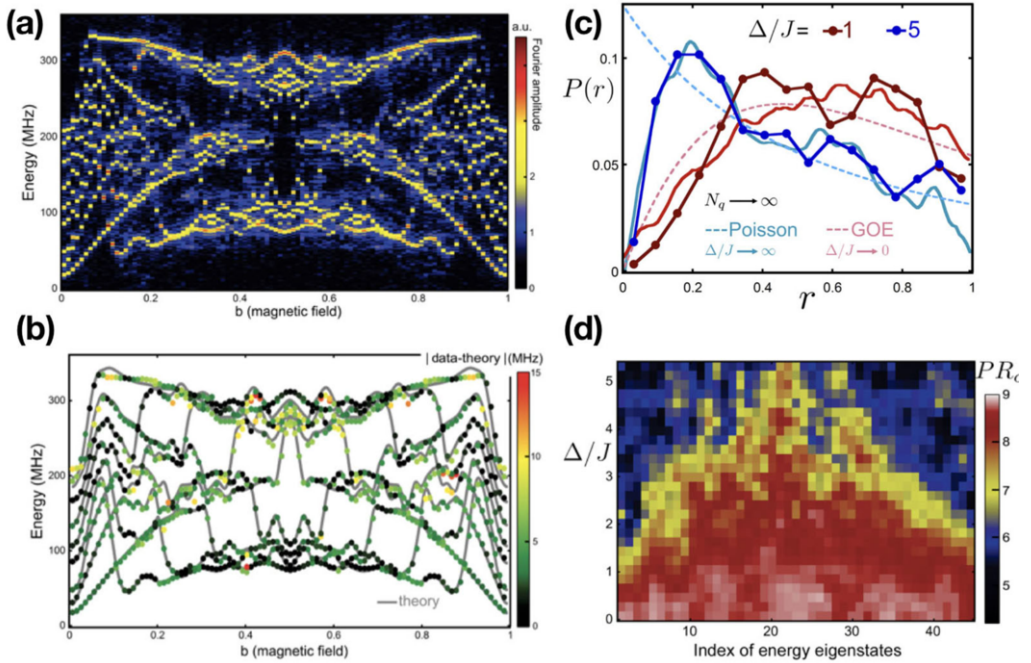 (a)
a.u.
Fourier amplitude
3
2
1
0
Energy (MHz)
300
200
100
0
0
0.2
0.4
0.6
0.8
1
b (magnetic field)
(b)
| data-theory |(MHz)
15
10
5
0
Energy (MHz)
300
200
100
0
theory
0
0.2
0.4
0.6
0.8
1
b (magnetic field)
(c)
Δ/J = 1 5
0.1
P(r)
0.05
0
N_q → ∞
Poisson GOE
Δ/J → ∞ Δ/J → 0
0
0.2
0.4
0.6
0.8
1
r
(d)
5
4
Δ/J
3
2
1
0
10
20
30
40
Index of energy eigenstates
9
8
7
6
5